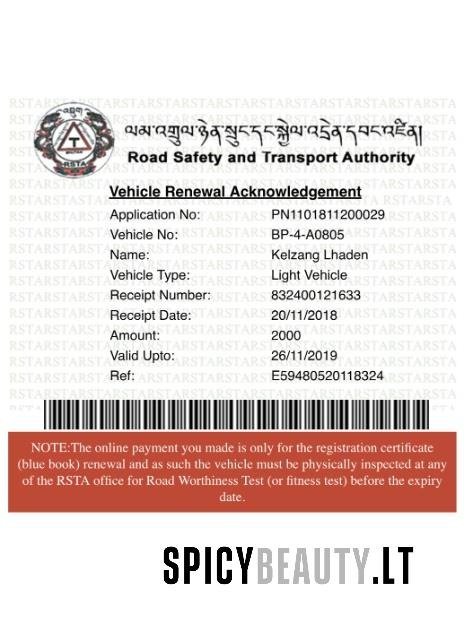 ལམ་འགྲུལ་ཉེན་སྲུང་དང་སྐྱེལ་འདྲེན་དབང་འཛིན།
Road Safety and Transport Authority
RSTA
Vehicle Renewal Acknowledgement
Application No: PN1101811200029
Vehicle No: BP-4-A0805
Name: Kelzang Lhaden
Vehicle Type: Light Vehicle
Receipt Number: 832400121633
Receipt Date: 20/11/2018
Amount: 2000
Valid Upto: 26/11/2019
Ref: E59480520118324
NOTE:The online payment you made is only for the registration certificate
(blue book) renewal and as such the vehicle must be physically inspected at any
of the RSTA office for Road Worthiness Test (or fitness test) before the expiry
date.
SPICYBEAUTY.LT